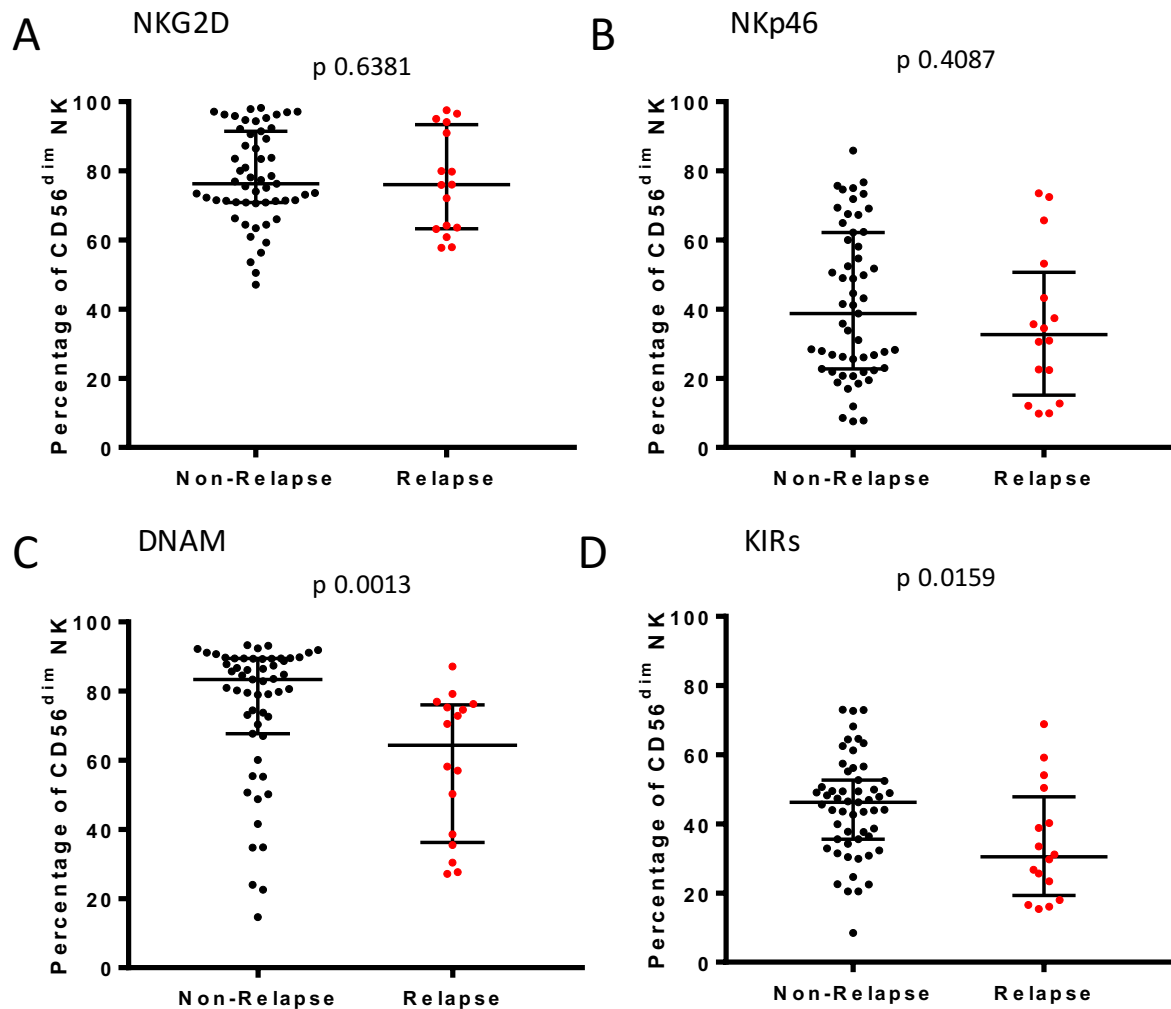 A
NKG2D
p 0.6381
Percentage of CD56dim NK
100
80
60
40
20
0
Non-Relapse
Relapse
B
NKp46
p 0.4087
Percentage of CD56dim NK
100
80
60
40
20
0
Non-Relapse
Relapse
C
DNAM
p 0.0013
Percentage of CD56dim NK
100
80
60
40
20
0
Non-Relapse
Relapse
D
KIRs
p 0.0159
Percentage of CD56dim NK
100
80
60
40
20
0
Non-Relapse
Relapse